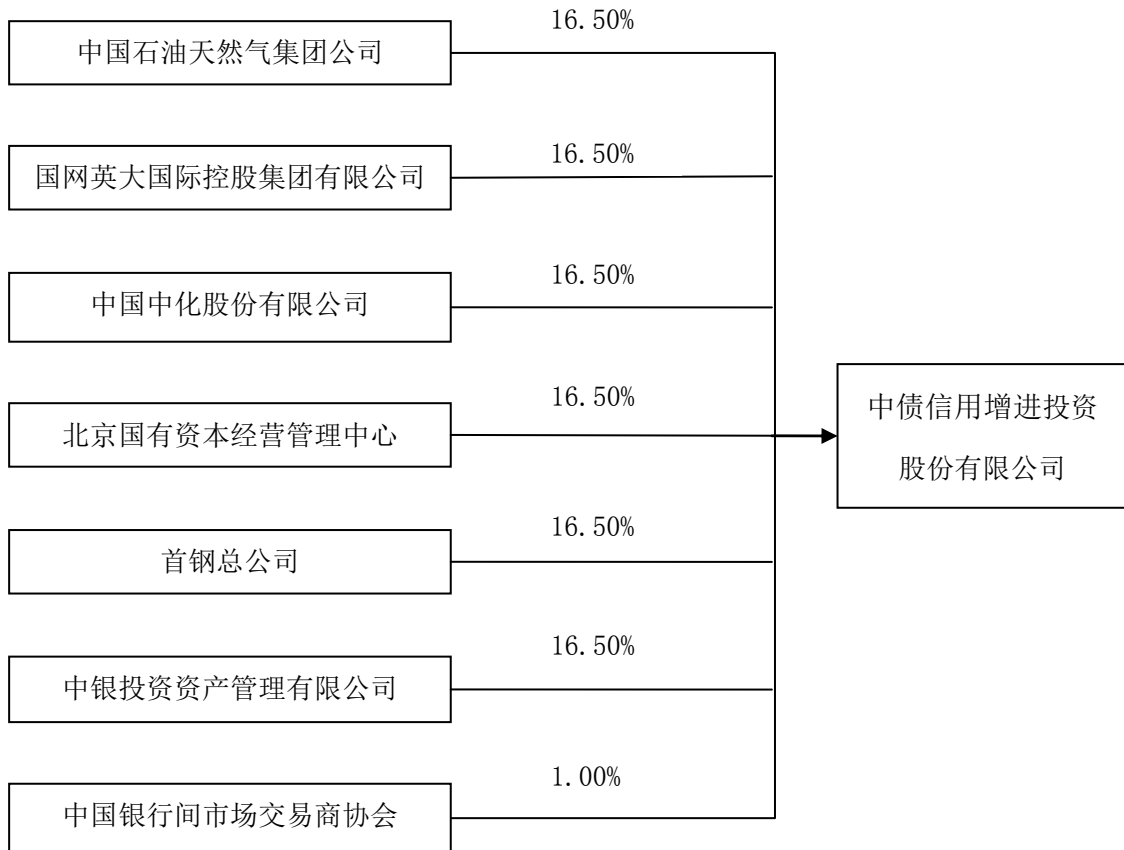 16.50%
中国石油天然气集团公司
16.50%
国网英大国际控股集团有限公司
16.50%
中国中化股份有限公司
16.50%
北京国有资本经营管理中心
中债信用增进投资
股份有限公司
16.50%
首钢总公司
16.50%
中银投资资产管理有限公司
1.00%
中国银行间市场交易商协会